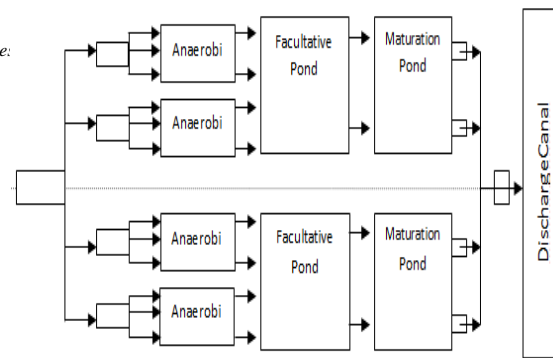 e:
Anaerobi
Facultative
Pond
Maturation
Pond
Anaerobi
Anaerobi
Facultative
Pond
Maturation
Pond
Anaerobi
DischargeCanal